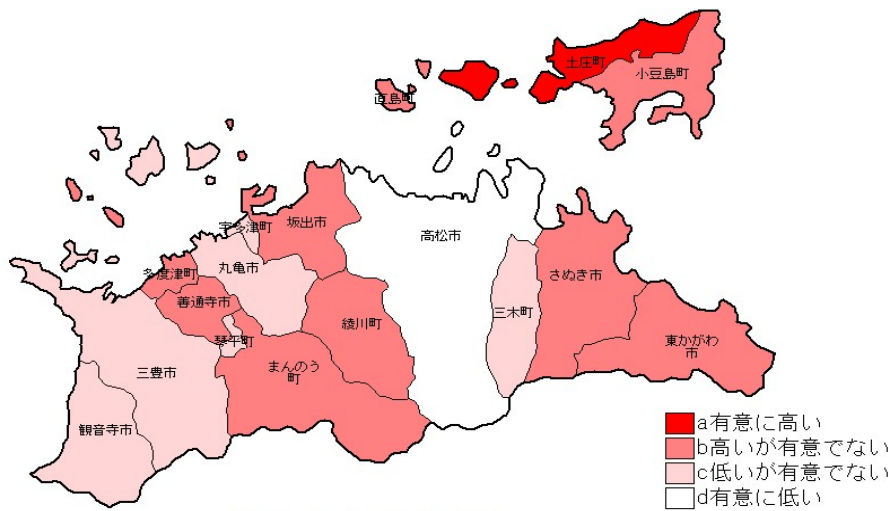 土庄町
小豆島町
直島町
宇多津町
坂出市
高松市
多度津町
丸亀市
さぬき市
善通寺市
三木町
綾川町
琴平町
まんのう
町
東かがわ
市
三豊市
観音寺市
a有意に高い
b高いが有意でない
c低いが有意でない
d有意に低い